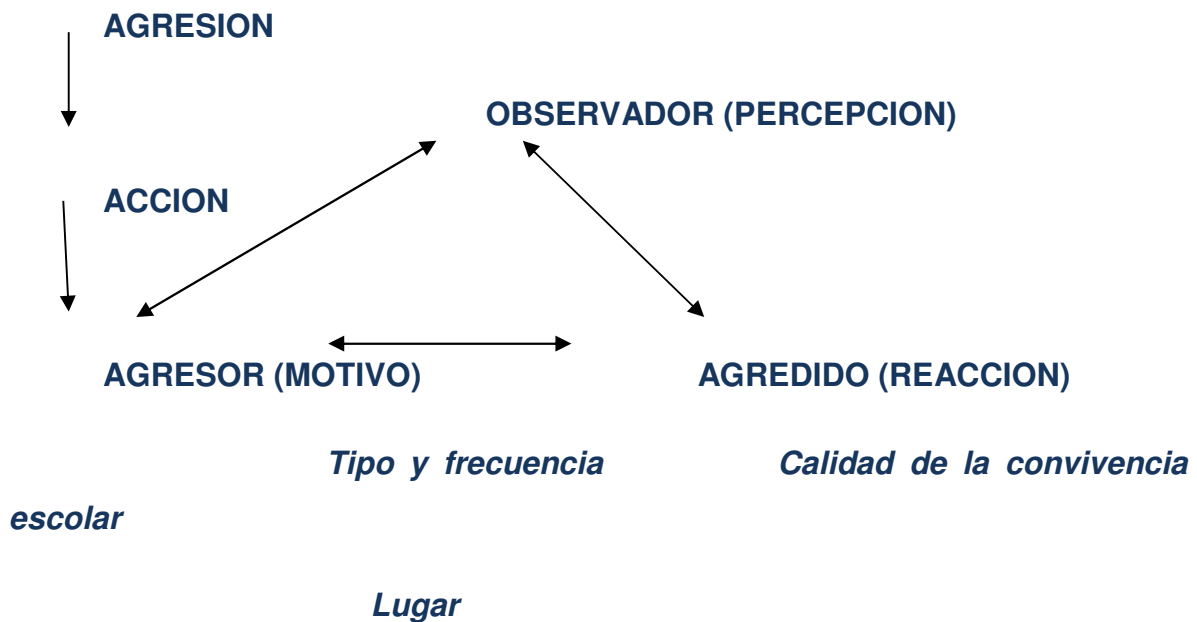 AGRESION
OBSERVADOR (PERCEPCION)
ACCION
AGRESOR (MOTIVO) AGREDIDO (REACCION)
Tipo y frecuencia Calidad de la convivencia
escolar
Lugar